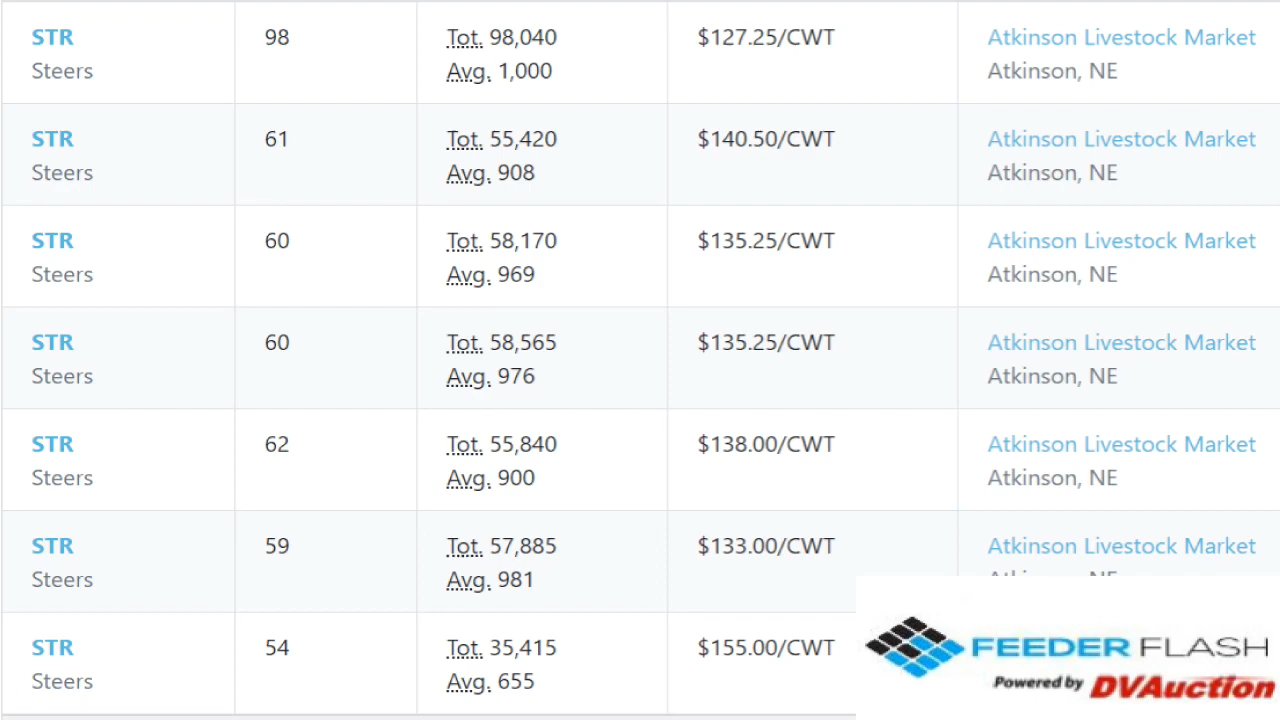 STR 98 Tot. 98,040 $127.25/CWT Atkinson Livestock Market
Steers Avg. 1,000 Atkinson, NE
STR 61 Tot. 55,420 $140.50/CWT Atkinson Livestock Market
Steers Avg. 908 Atkinson, NE
STR 60 Tot. 58,170 $135.25/CWT Atkinson Livestock Market
Steers Avg. 969 Atkinson, NE
STR 60 Tot. 58,565 $135.25/CWT Atkinson Livestock Market
Steers Avg. 976 Atkinson, NE
STR 62 Tot. 55,840 $138.00/CWT Atkinson Livestock Market
Steers Avg. 900 Atkinson, NE
STR 59 Tot. 57,885 $133.00/CWT Atkinson Livestock Market
Steers Avg. 981
STR 54 Tot. 35,415 $155.00/CWT
Steers Avg. 655
FEEDER FLASH
Powered by DVAuction